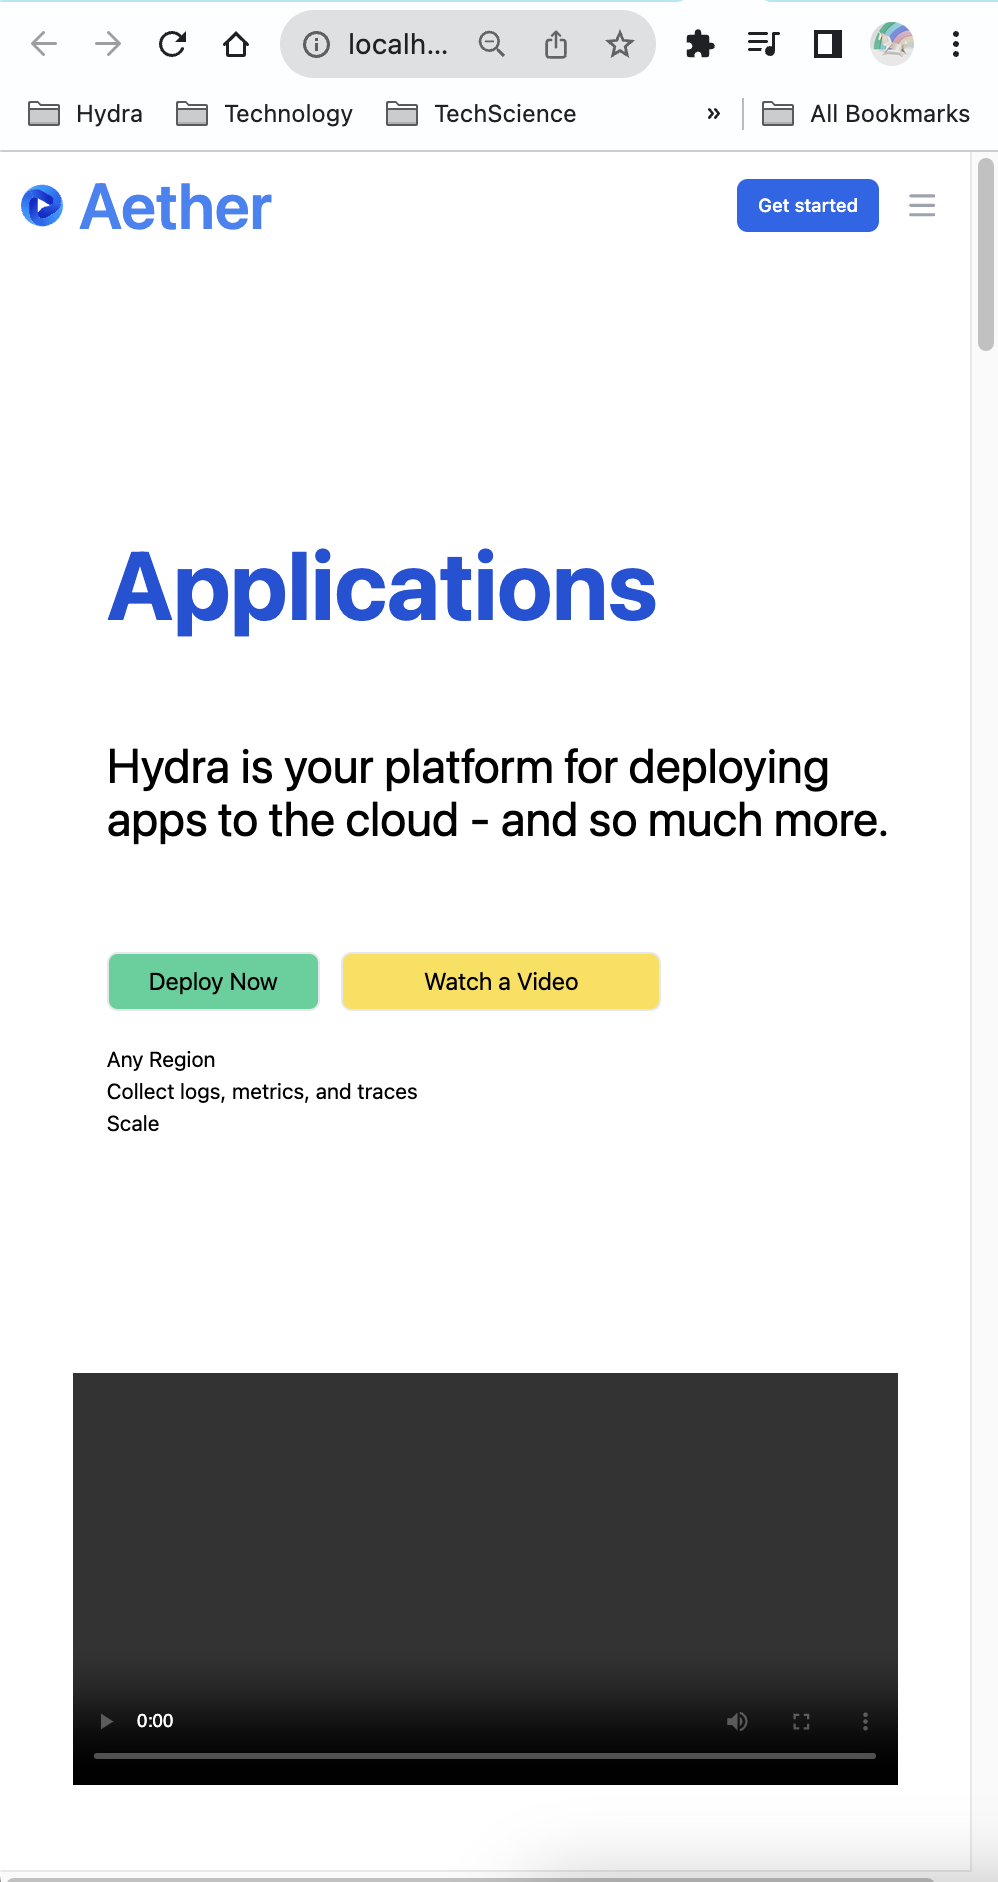 localh...
Hydra Technology TechScience » All Bookmarks
Aether Get started
Applications
Hydra is your platform for deploying
apps to the cloud - and so much more.
Deploy Now Watch a Video
Any Region
Collect logs, metrics, and traces
Scale
0:00